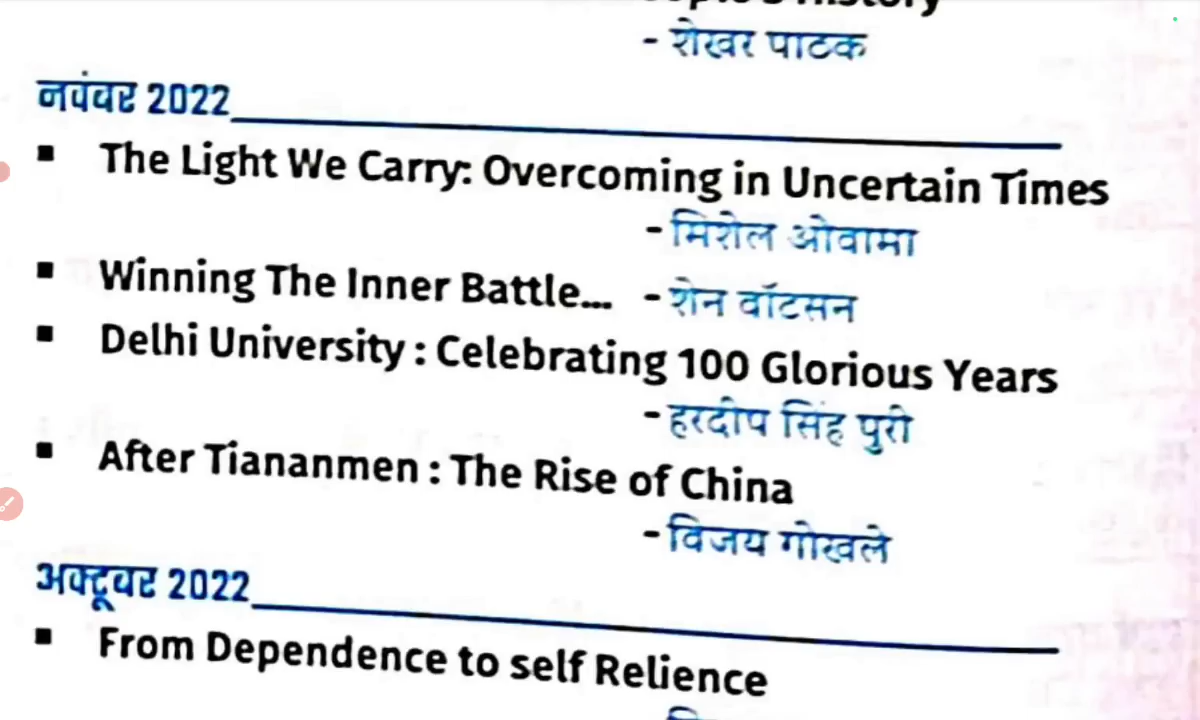 - शेखर पाठक
नवंबर 2022
▪ The Light We Carry: Overcoming in Uncertain Times
- मिशेल ओबामा
▪ Winning The Inner Battle... - शेन वॉटसन
▪ Delhi University : Celebrating 100 Glorious Years
- हरदीप सिंह पुरी
▪ After Tiananmen : The Rise of China
- विजय गोखले
अक्टूबर 2022
▪ From Dependence to self Relience